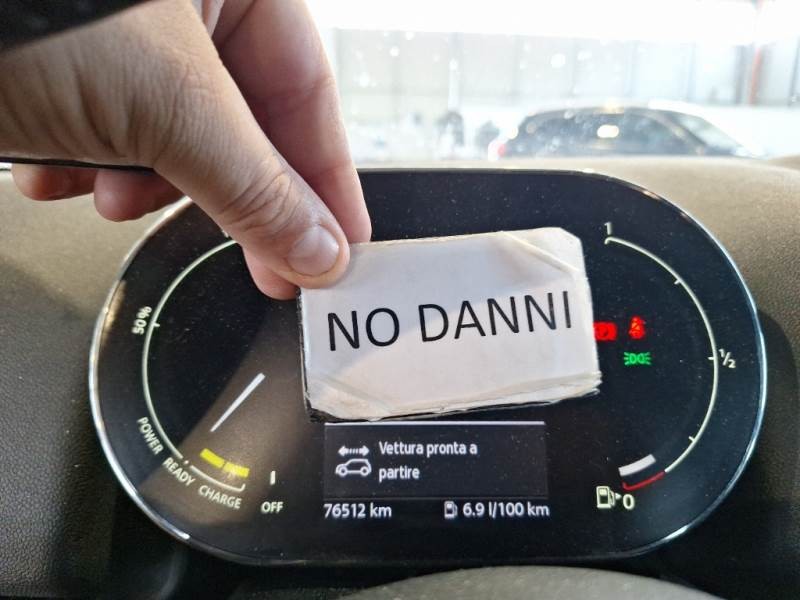 NO DANNI
1
50%
1/2
POWER
READY
CHARGE
OFF
Vettura pronta a
partire
76512 km
6.9 l/100 km
0